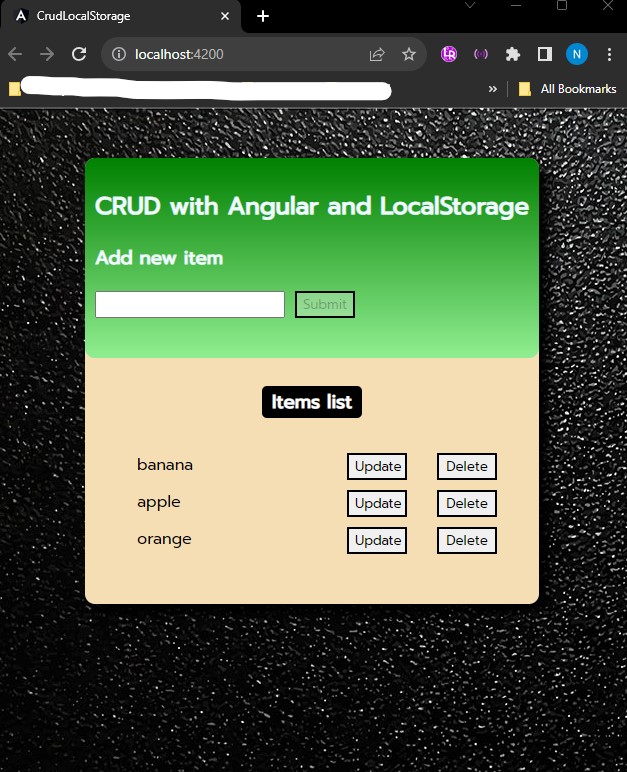 CrudLocalStorage
localhost:4200
N
All Bookmarks
CRUD with Angular and LocalStorage
Add new item
Submit
Items list
banana Update Delete
apple Update Delete
orange Update Delete